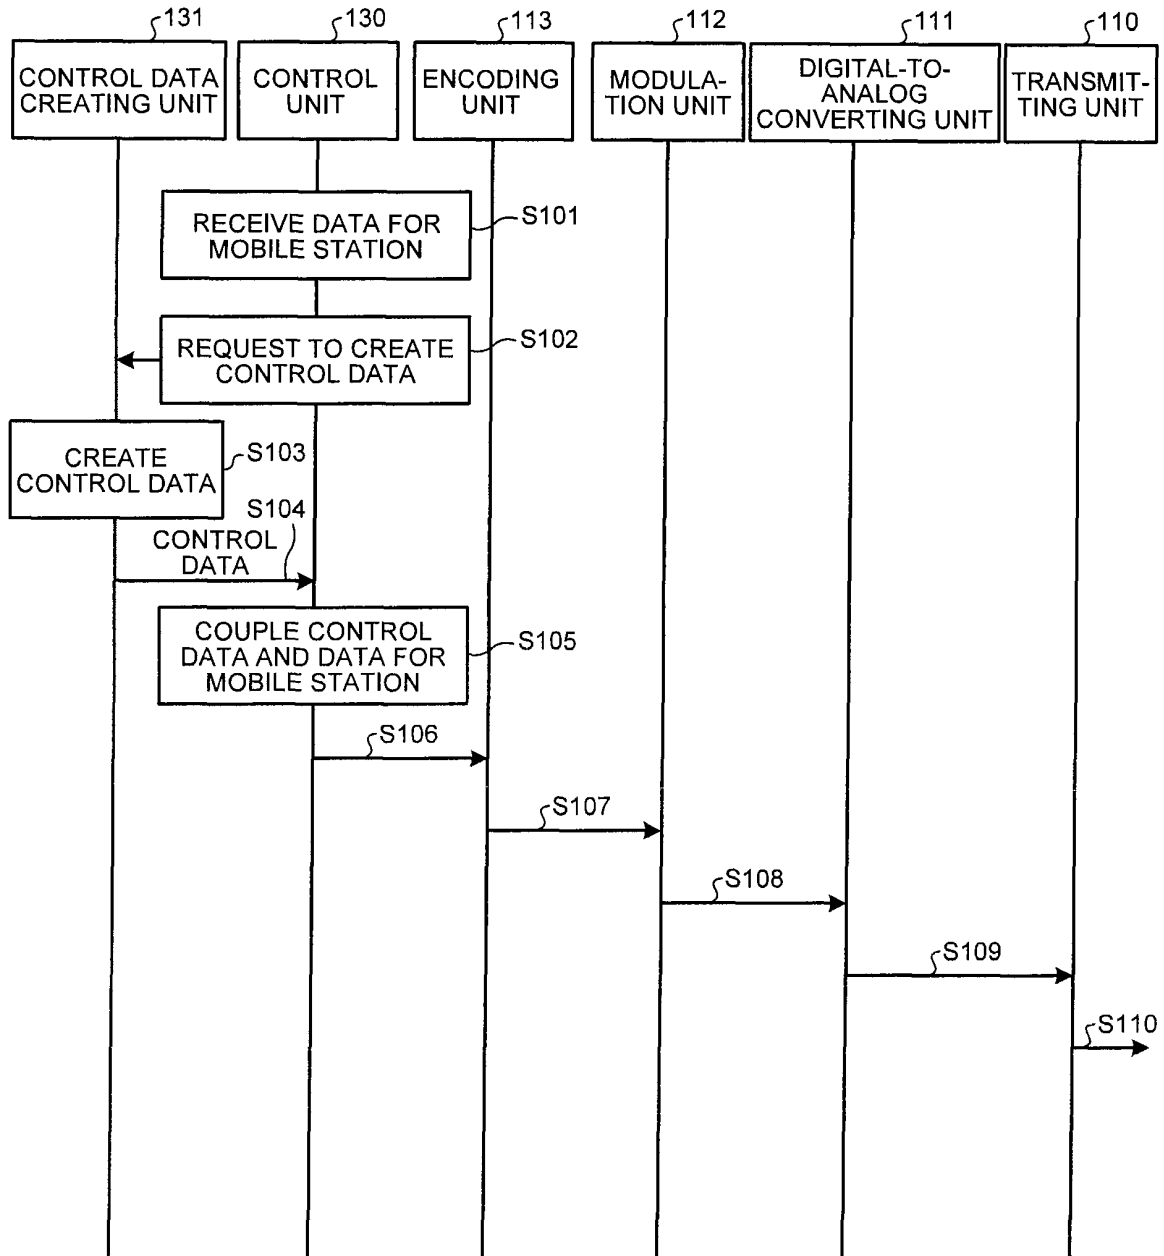 131
130
113
112
111
110
CONTROL DATA
CREATING UNIT
CONTROL
UNIT
ENCODING
UNIT
MODULA-
TION UNIT
DIGITAL-TO-
ANALOG
CONVERTING UNIT
TRANSMIT-
TING UNIT
RECEIVE DATA FOR
MOBILE STATION
S101
REQUEST TO CREATE
CONTROL DATA
S102
CREATE
CONTROL DATA
S103
S104
CONTROL
DATA
COUPLE CONTROL
DATA AND DATA FOR
MOBILE STATION
S105
S106
S107
S108
S109
S110